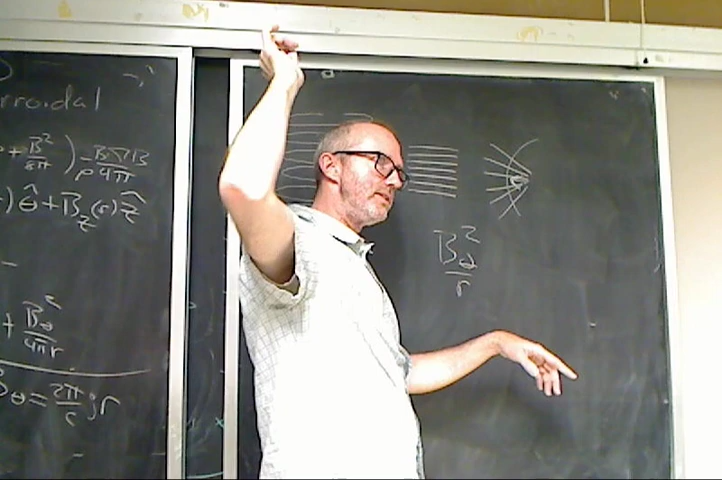 rroidal
+ B²/8π ) - B·∇B/ρ4π
) θ̂ + B_z(r) ẑ
-
+ B_θ²/4πr
B_θ = 2π/c jr
B_θ²/r